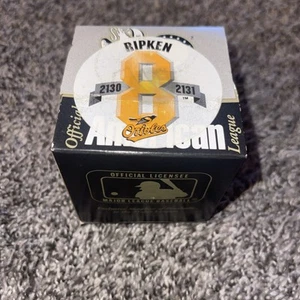 RIPKEN
2130 8 2131
Orioles
Official American League
OFFICIAL LICENSEE
MAJOR LEAGUE BASEBALL